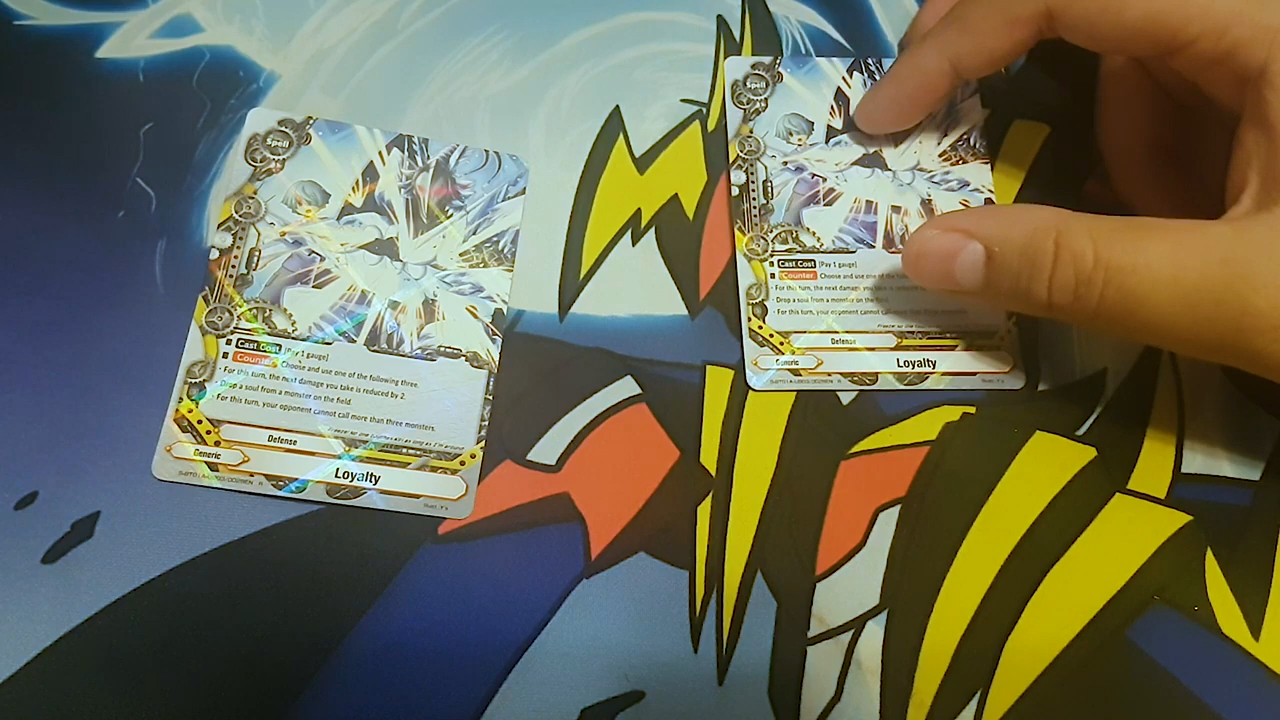 Spell
Cast Cost [Pay 1 gauge]
Counter Choose and use one of the following three.
· For this turn, the next damage you take is reduced by 2.
· Drop a soul from a monster on the field.
· For this turn, your opponent cannot call more than three monsters.
Defense
Generic
Loyalty
Spell
Cast Cost [Pay 1 gauge]
Counter Choose and use one of the
· For this turn, the next damage you
· Drop a soul from a monster on the
· For this turn, your opponent cannot
Defense
Generic
Loyalty